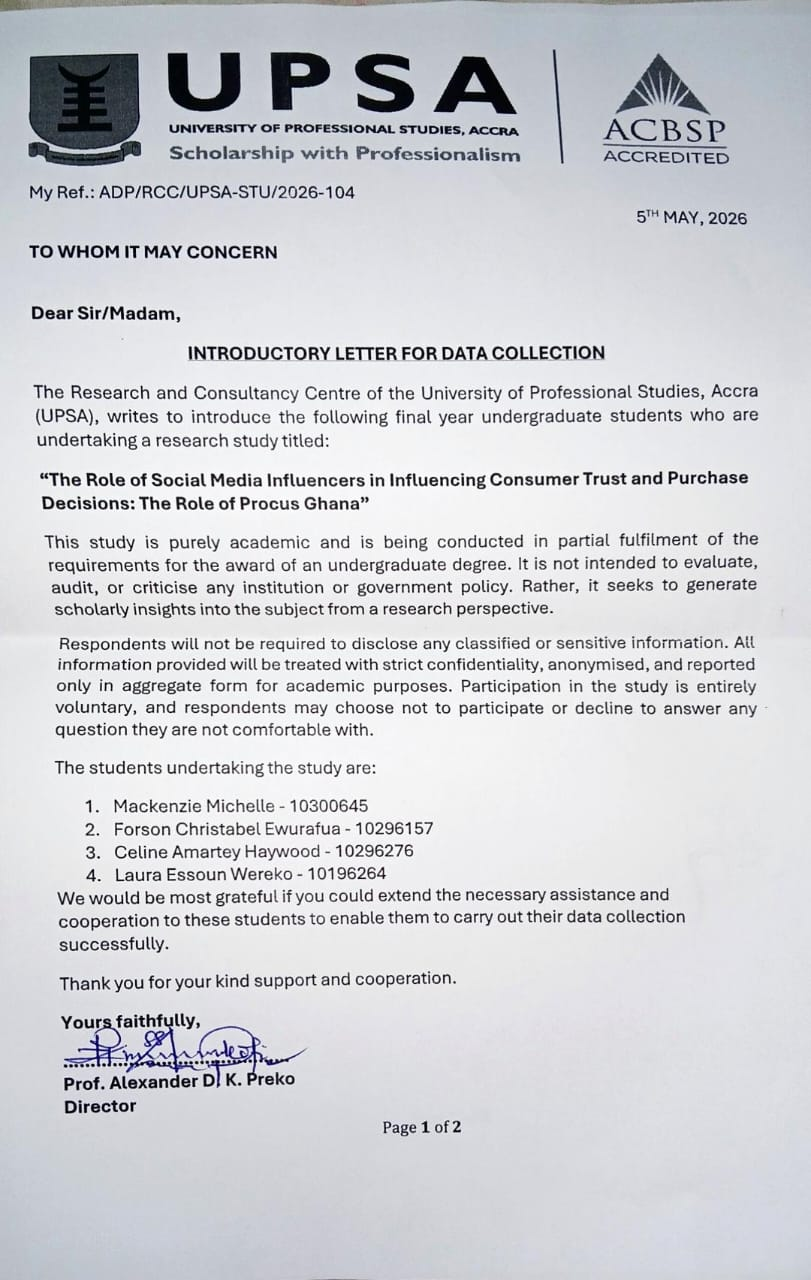 UPSA
UNIVERSITY OF PROFESSIONAL STUDIES, ACCRA
Scholarship with Professionalism
ACBSP
ACCREDITED
My Ref.: ADP/RCC/UPSA-STU/2026-104
5TH MAY, 2026
TO WHOM IT MAY CONCERN
Dear Sir/Madam,
INTRODUCTORY LETTER FOR DATA COLLECTION
The Research and Consultancy Centre of the University of Professional Studies, Accra
(UPSA), writes to introduce the following final year undergraduate students who are
undertaking a research study titled:
“The Role of Social Media Influencers in Influencing Consumer Trust and Purchase
Decisions: The Role of Procus Ghana”
This study is purely academic and is being conducted in partial fulfilment of the
requirements for the award of an undergraduate degree. It is not intended to evaluate,
audit, or criticise any institution or government policy. Rather, it seeks to generate
scholarly insights into the subject from a research perspective.
Respondents will not be required to disclose any classified or sensitive information. All
information provided will be treated with strict confidentiality, anonymised, and reported
only in aggregate form for academic purposes. Participation in the study is entirely
voluntary, and respondents may choose not to participate or decline to answer any
question they are not comfortable with.
The students undertaking the study are:
1. Mackenzie Michelle - 10300645
2. Forson Christabel Ewurafua - 10296157
3. Celine Amartey Haywood - 10296276
4. Laura Essoun Wereko - 10196264
We would be most grateful if you could extend the necessary assistance and
cooperation to these students to enable them to carry out their data collection
successfully.
Thank you for your kind support and cooperation.
Yours faithfully,
Prof. Alexander D. K. Preko
Director
Page 1 of 2